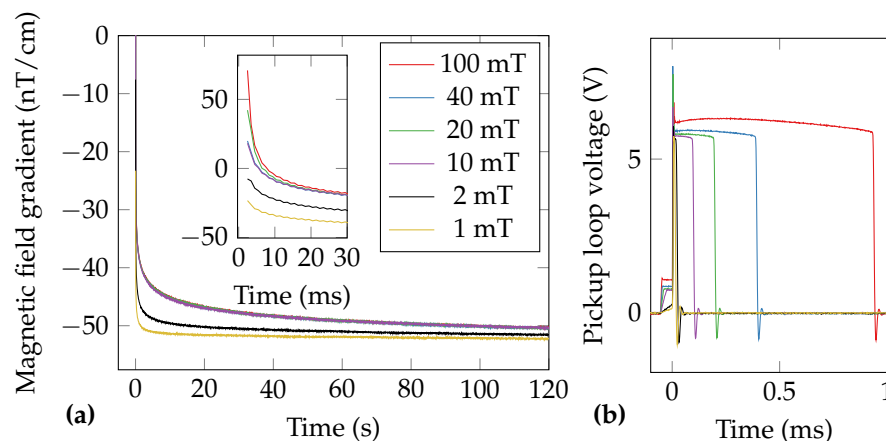 Magnetic field gradient (nT/cm)
0
−10
−20
−30
−40
−50
0
20
40
60
80
100
120
Time (s)
(a)
50
0
−50
0
10
20
30
Time (ms)
100 mT
40 mT
20 mT
10 mT
2 mT
1 mT
Pickup loop voltage (V)
5
0
0
0.5
1
Time (ms)
(b)